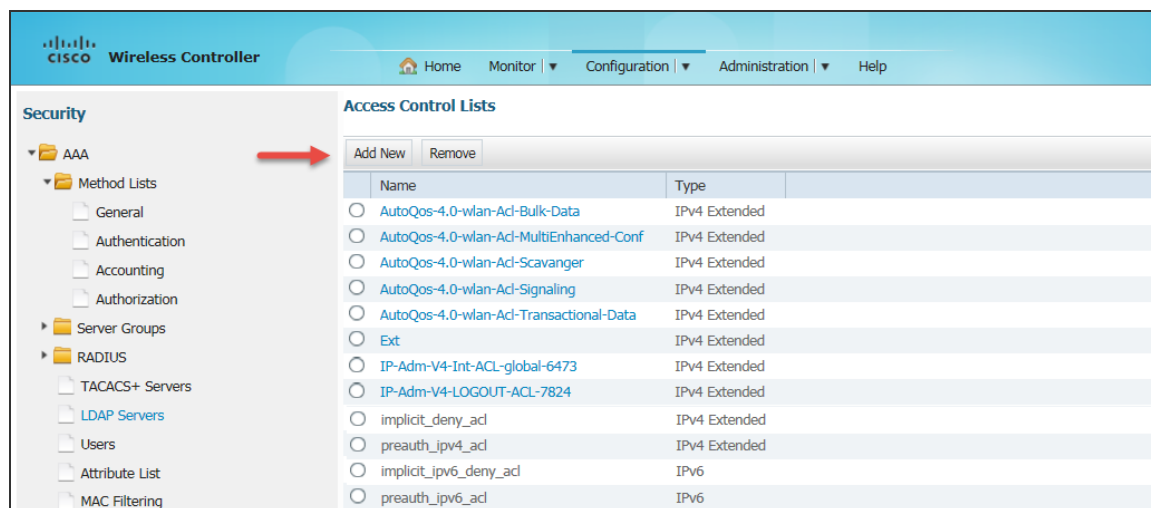 CISCO Wireless Controller
Home Monitor Configuration Administration Help
Security
AAA
Method Lists
General
Authentication
Accounting
Authorization
Server Groups
RADIUS
TACACS+ Servers
LDAP Servers
Users
Attribute List
MAC Filtering
Access Control Lists
Add New Remove
Name Type
AutoQos-4.0-wlan-Acl-Bulk-Data IPv4 Extended
AutoQos-4.0-wlan-Acl-MultiEnhanced-Conf IPv4 Extended
AutoQos-4.0-wlan-Acl-Scavanger IPv4 Extended
AutoQos-4.0-wlan-Acl-Signaling IPv4 Extended
AutoQos-4.0-wlan-Acl-Transactional-Data IPv4 Extended
Ext IPv4 Extended
IP-Adm-V4-Int-ACL-global-6473 IPv4 Extended
IP-Adm-V4-LOGOUT-ACL-7824 IPv4 Extended
implicit_deny_acl IPv4 Extended
preauth_ipv4_acl IPv4 Extended
implicit_ipv6_deny_acl IPv6
preauth_ipv6_acl IPv6